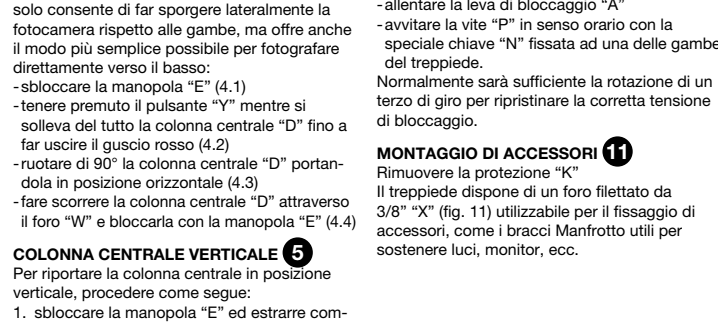 solo consente di far sporgere lateralmente la
fotocamera rispetto alle gambe, ma offre anche
il modo più semplice possibile per fotografare
direttamente verso il basso:
- sbloccare la manopola “E” (4.1)
- tenere premuto il pulsante “Y” mentre si
solleva del tutto la colonna centrale “D” fino a
far uscire il guscio rosso (4.2)
- ruotare di 90° la colonna centrale “D” portan-
dola in posizione orizzontale (4.3)
- fare scorrere la colonna centrale “D” attraverso
il foro “W” e bloccarla con la manopola “E” (4.4)
COLONNA CENTRALE VERTICALE 5
Per riportare la colonna centrale in posizione
verticale, procedere come segue:
1. sbloccare la manopola “E” ed estrarre com-
- allentare la leva di bloccaggio “A”
- avvitare la vite “P” in senso orario con la
speciale chiave “N” fissata ad una delle gambe
del treppiede.
Normalmente sarà sufficiente la rotazione di un
terzo di giro per ripristinare la corretta tensione
di bloccaggio.
MONTAGGIO DI ACCESSORI 11
Rimuovere la protezione “K”
Il treppiede dispone di un foro filettato da
3/8” “X” (fig. 11) utilizzabile per il fissaggio di
accessori, come i bracci Manfrotto utili per
sostenere luci, monitor, ecc.